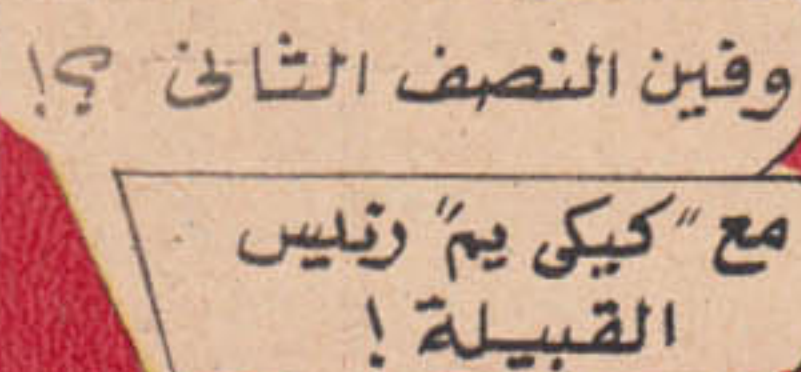 وفين النصف الثانى ؟!
مع "كيكى يم" رئيس
القبيلة !